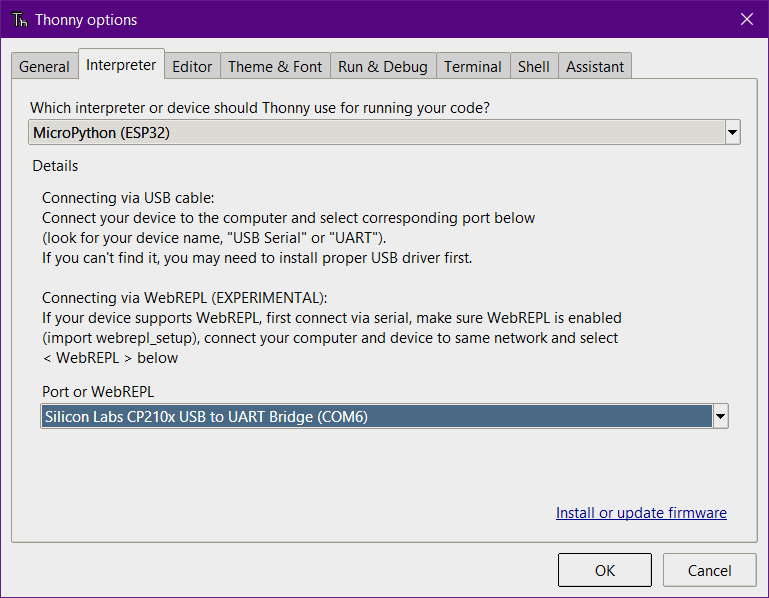 Th Thonny options
General Interpreter Editor Theme & Font Run & Debug Terminal Shell Assistant
Which interpreter or device should Thonny use for running your code?
MicroPython (ESP32)
Details
Connecting via USB cable:
Connect your device to the computer and select corresponding port below
(look for your device name, "USB Serial" or "UART").
If you can't find it, you may need to install proper USB driver first.
Connecting via WebREPL (EXPERIMENTAL):
If your device supports WebREPL, first connect via serial, make sure WebREPL is enabled
(import webrepl_setup), connect your computer and device to same network and select
< WebREPL > below
Port or WebREPL
Silicon Labs CP210x USB to UART Bridge (COM6)
Install or update firmware
OK Cancel